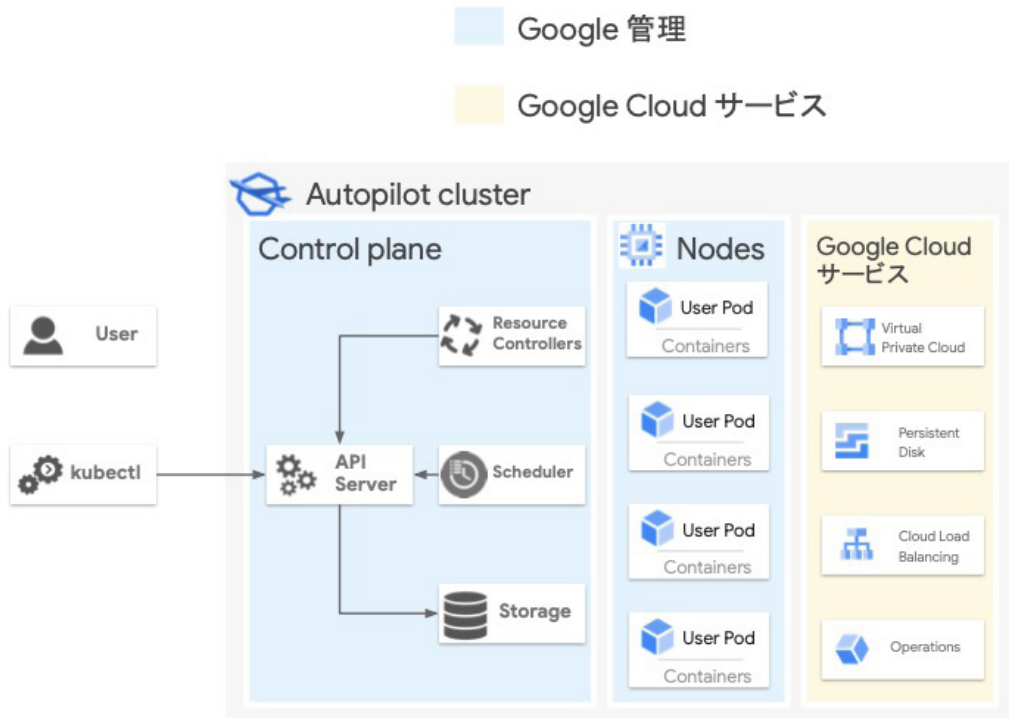 Google 管理
Google Cloud サービス
Autopilot cluster
Control plane
Nodes
Google Cloud
サービス
User
kubectl
Resource
Controllers
API
Server
Scheduler
Storage
User Pod
Containers
User Pod
Containers
User Pod
Containers
User Pod
Containers
Virtual
Private Cloud
Persistent
Disk
Cloud Load
Balancing
Operations